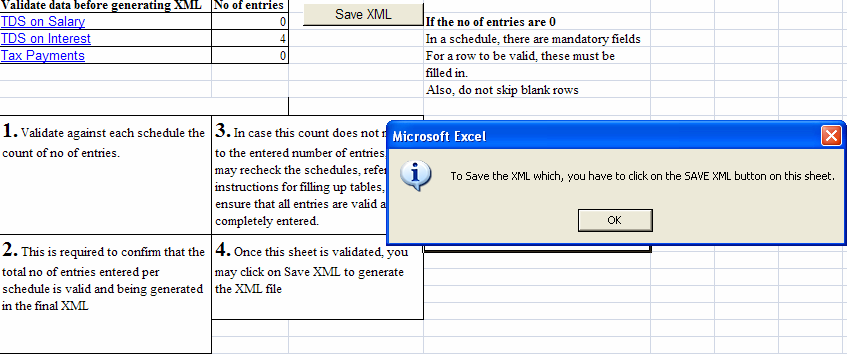 Validate data before generating XML No of entries
TDS on Salary 0
TDS on Interest 4
Tax Payments 0
Save XML
If the no of entries are 0
In a schedule, there are mandatory fields
For a row to be valid, these must be
filled in.
Also, do not skip blank rows
1. Validate against each schedule the
count of no of entries.
3. In case this count does not
to the entered number of entries
may recheck the schedules,
instructions for filling up tables,
ensure that all entries are valid
completely entered.
2. This is required to confirm that the
total no of entries entered per
schedule is valid and being generated
in the final XML
4. Once this sheet is validated, you
may click on Save XML to generate
the XML file
Microsoft Excel
To Save the XML which, you have to click on the SAVE XML button on this sheet.
OK